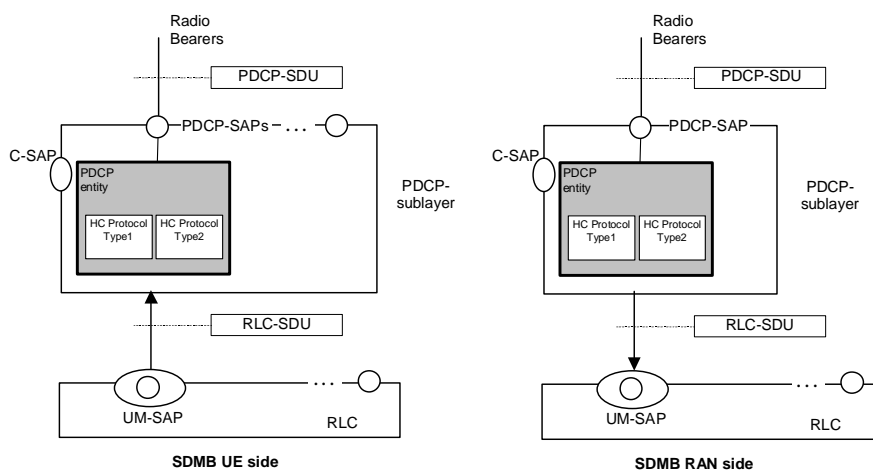 Radio
Bearers
PDCP-SDU
PDCP-SAPs ...
C-SAP
PDCP
entity
HC Protocol
Type1
HC Protocol
Type2
PDCP-
sublayer
RLC-SDU
...
UM-SAP
RLC
SDMB UE side
Radio
Bearers
PDCP-SDU
PDCP-SAP
C-SAP
PDCP
entity
HC Protocol
Type1
HC Protocol
Type2
PDCP-
sublayer
RLC-SDU
...
UM-SAP
RLC
SDMB RAN side